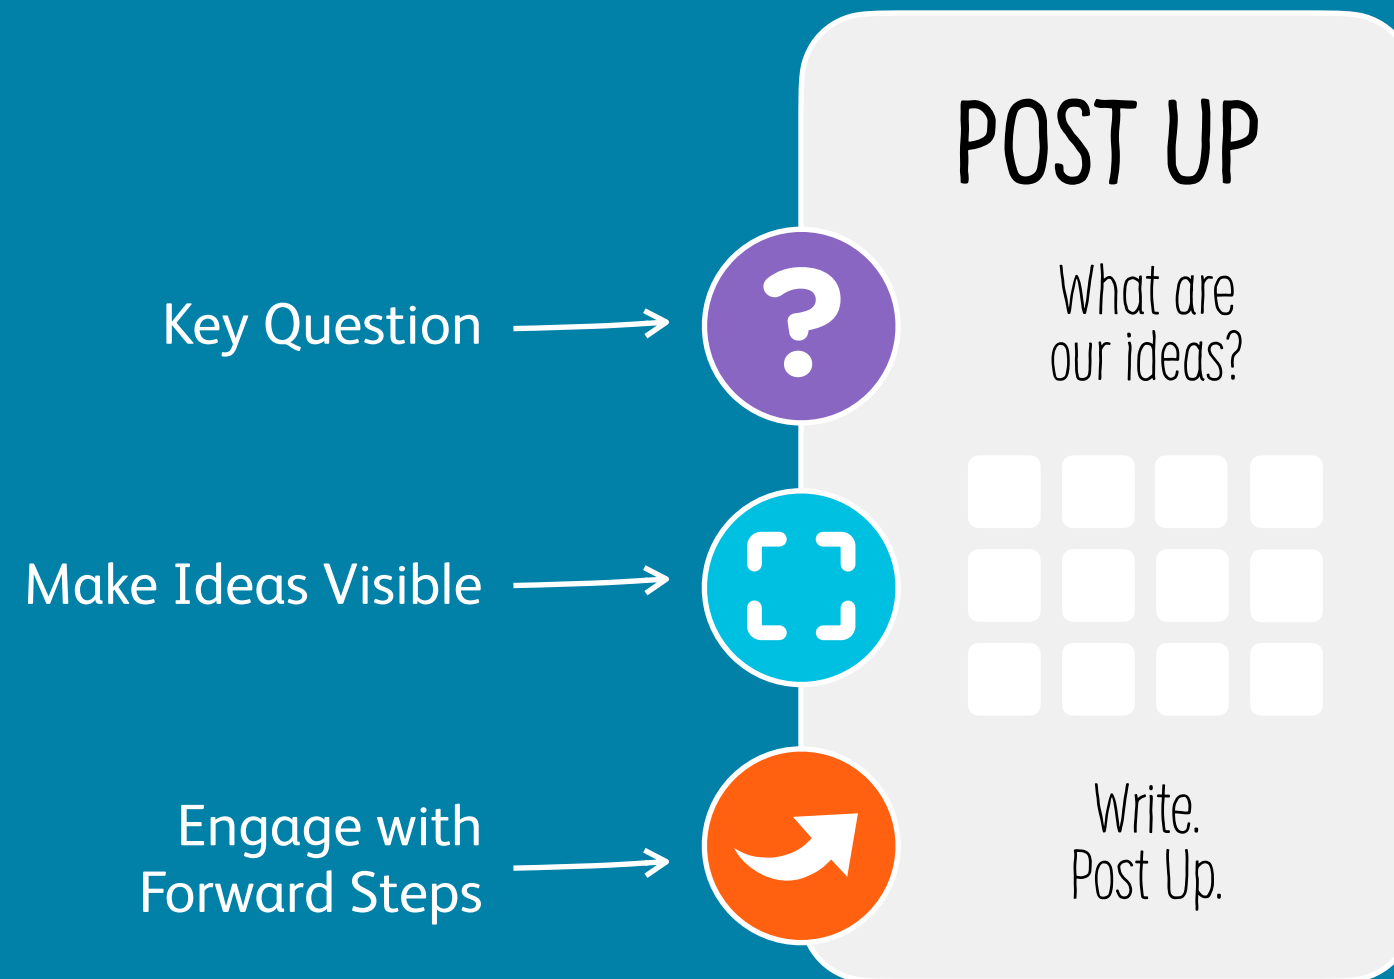 POST UP
Key Question
?
What are
our ideas?
Make Ideas Visible
Engage with
Forward Steps
Write.
Post Up.